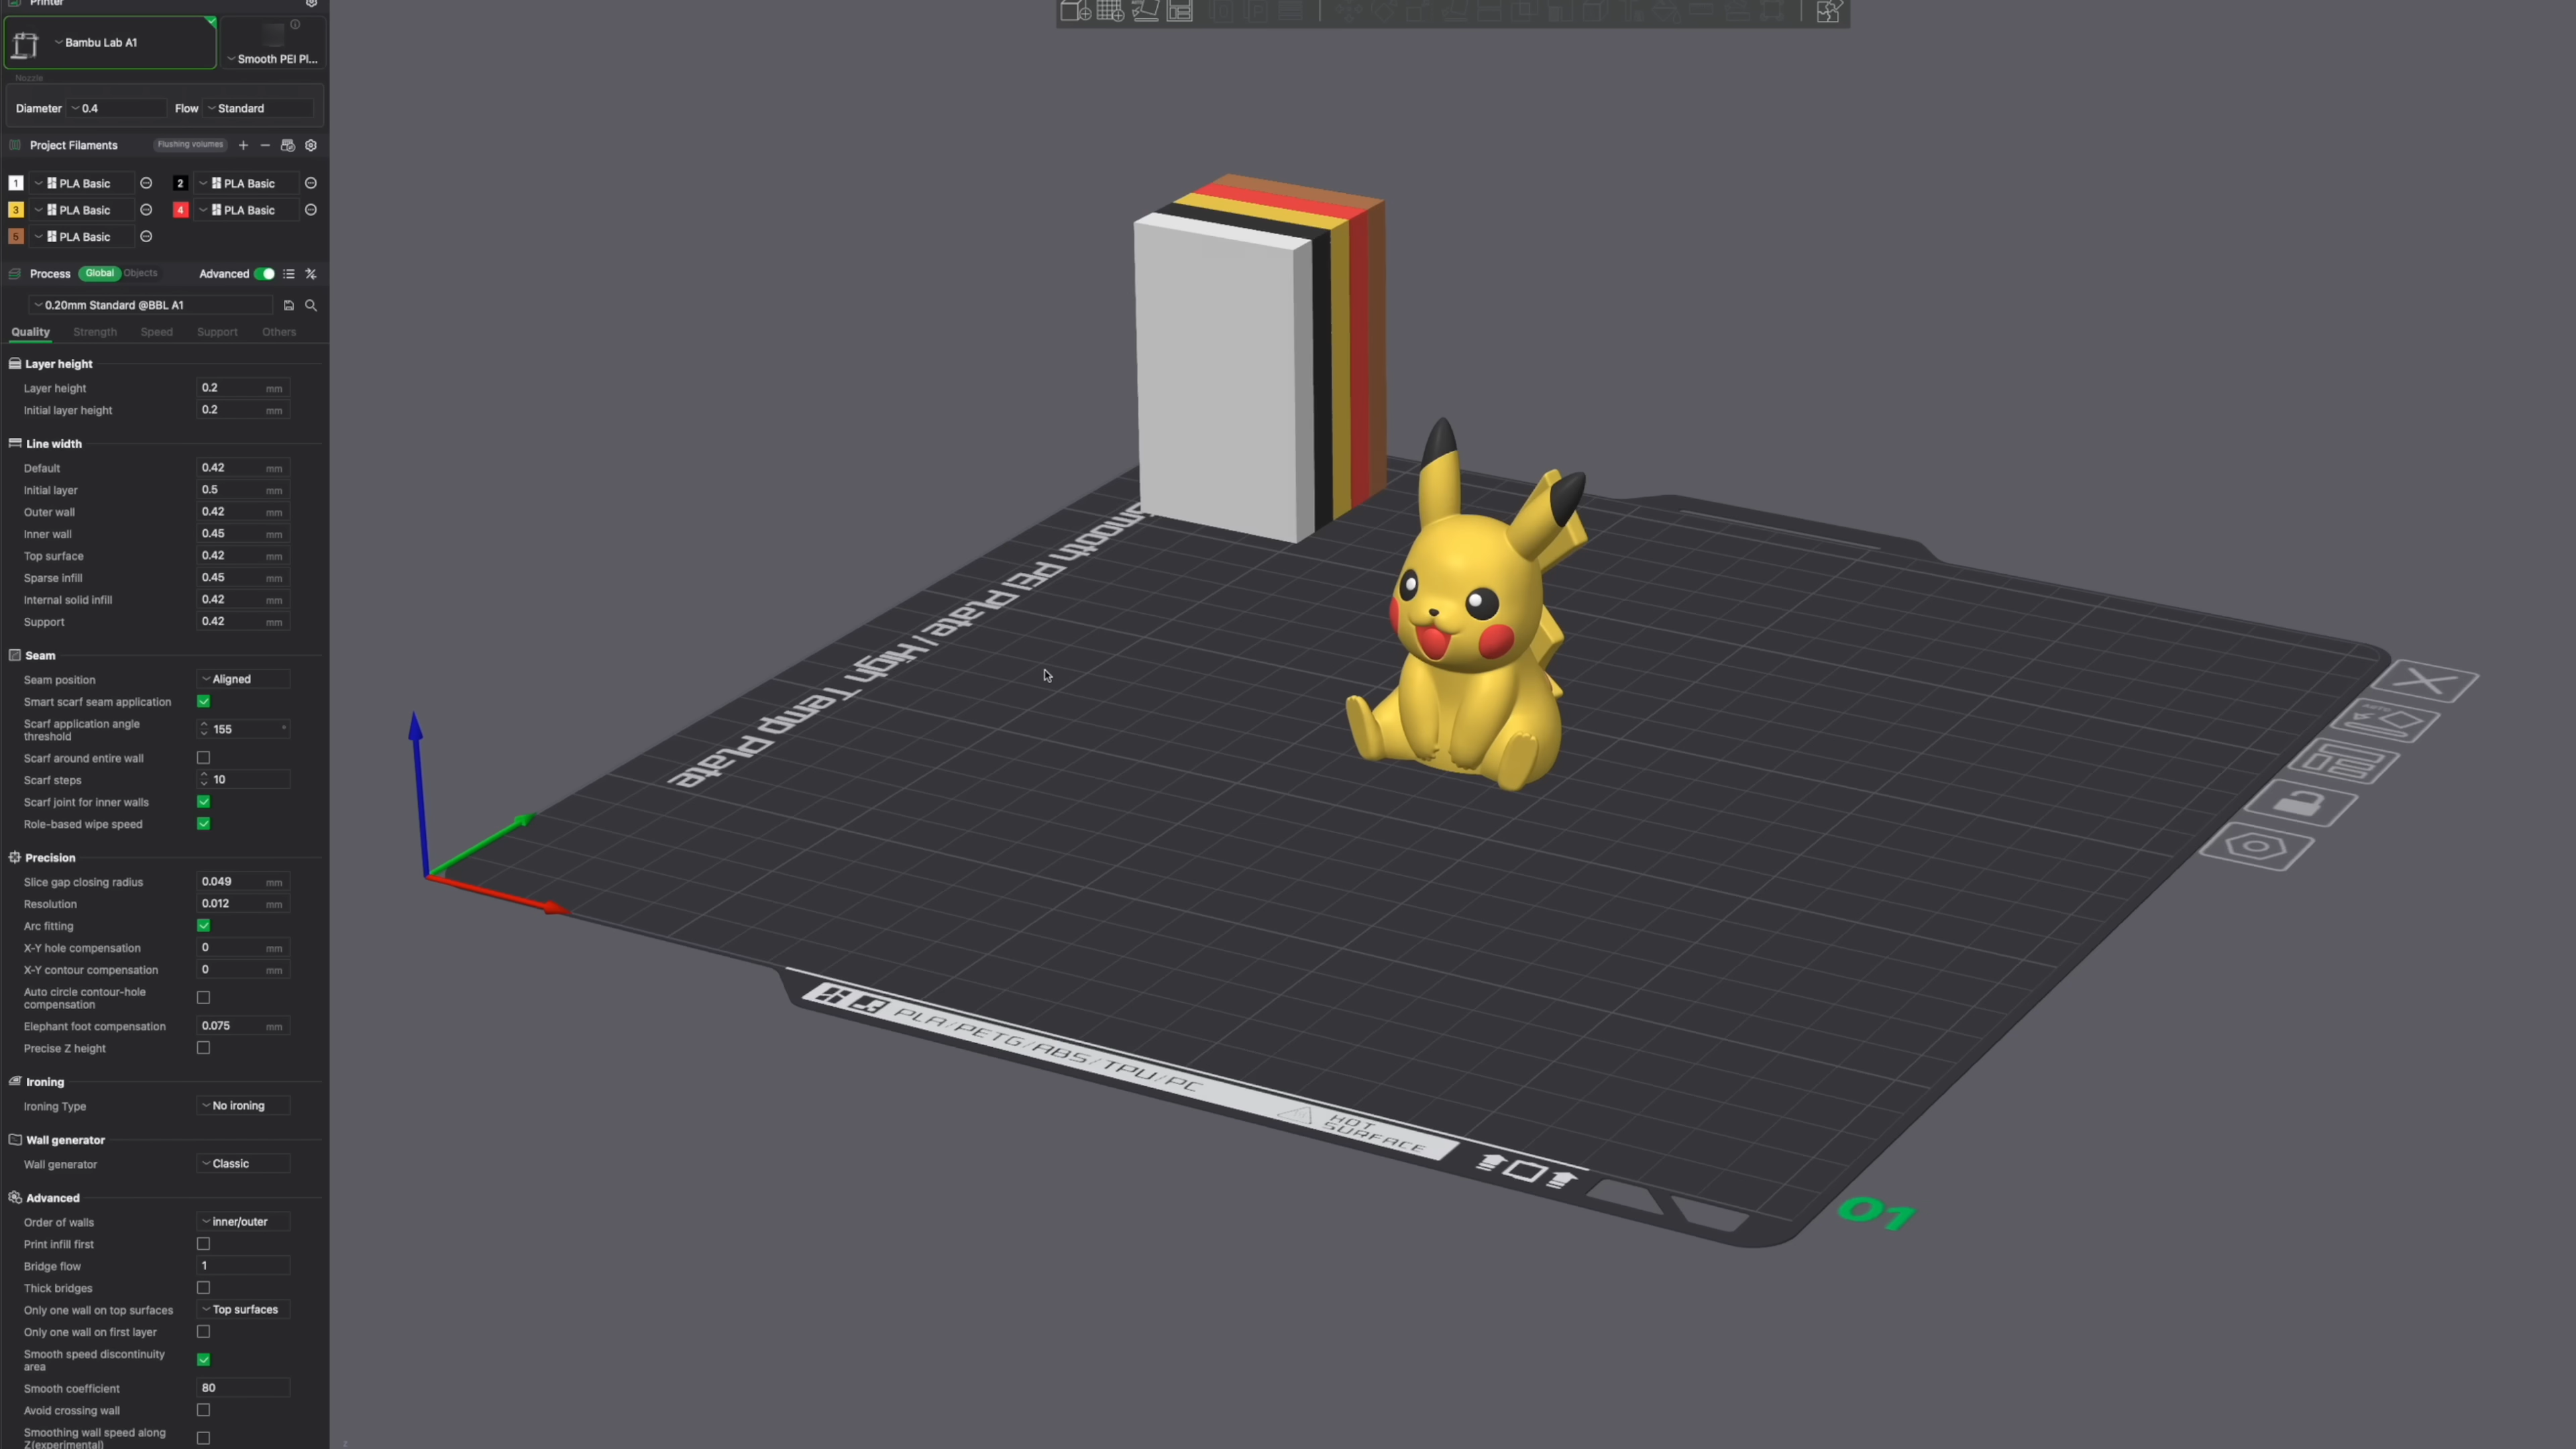 Printer
Bambu Lab A1
Smooth PEI Pl...
Nozzle
Diameter 0.4 Flow Standard
Project Filaments Flushing volumes
1 PLA Basic 2 PLA Basic
3 PLA Basic 4 PLA Basic
5 PLA Basic
Process Global Objects Advanced
0.20mm Standard @BBL A1
Quality Strength Speed Support Others
Layer height
Layer height 0.2 mm
Initial layer height 0.2 mm
Line width
Default 0.42 mm
Initial layer 0.5 mm
Outer wall 0.42 mm
Inner wall 0.45 mm
Top surface 0.42 mm
Sparse infill 0.45 mm
Internal solid infill 0.42 mm
Support 0.42 mm
Seam
Seam position Aligned
Smart scarf seam application
Scarf application angle
threshold 155 °
Scarf around entire wall
Scarf steps 10
Scarf joint for inner walls
Role-based wipe speed
Precision
Slice gap closing radius 0.049 mm
Resolution 0.012 mm
Arc fitting
X-Y hole compensation 0 mm
X-Y contour compensation 0 mm
Auto circle contour-hole
compensation
Elephant foot compensation 0.075 mm
Precise Z height
Ironing
Ironing Type No ironing
Wall generator
Wall generator Classic
Advanced
Order of walls inner/outer
Print infill first
Bridge flow 1
Thick bridges
Only one wall on top surfaces Top surfaces
Only one wall on first layer
Smooth speed discontinuity
area
Smooth coefficient 80
Avoid crossing wall
Smoothing wall speed along
Z(experimental)
Smooth PEI Plate / High Temp Plate
PLA/PETG/ABS/TPU/PC
HOT
SURFACE
AUTO
01